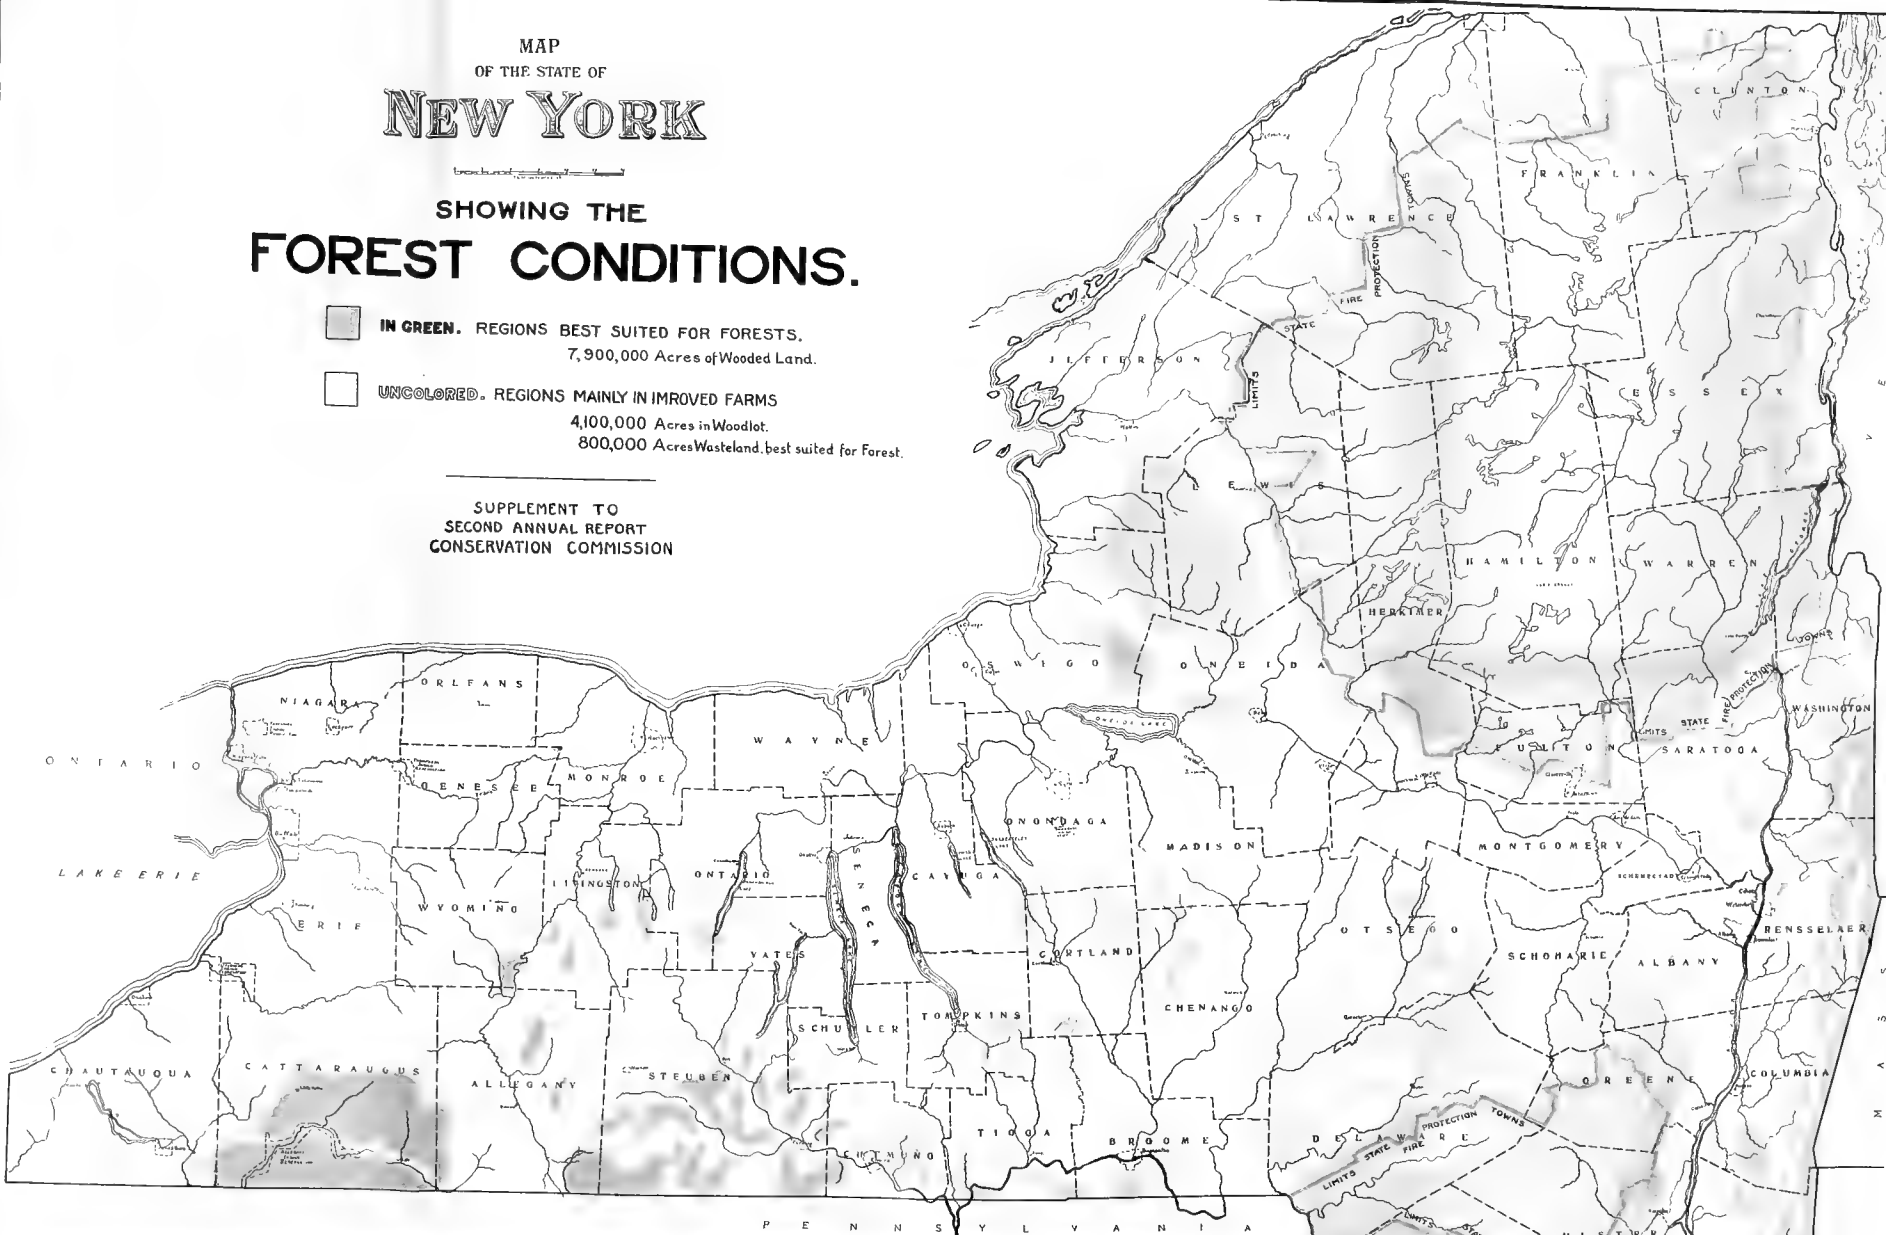 MAP
OF THE STATE OF
NEW YORK
SHOWING THE
FOREST CONDITIONS.
IN GREEN. REGIONS BEST SUITED FOR FORESTS.
7,900,000 Acres of Wooded Land.
UNCOLORED. REGIONS MAINLY IN IMROVED FARMS
4,100,000 Acres in Woodlot.
800,000 Acres Wasteland, best suited for Forest.
SUPPLEMENT TO
SECOND ANNUAL REPORT
CONSERVATION COMMISSION
CLINTON
FRANKLIN
ST LAWRENCE
TOWNS
PROTECTION
FIRE
STATE
LIMITS
JEFFERSON
ESSEX
LEWIS
HAMILTON
WARREN
HERKIMER
TOWNS
OSWEGO
ONEIDA
FIRE PROTECTION
STATE
LIMITS
WASHINGTON
ORLEANS
NIAGARA
ONEIDA LAKE
WAYNE
FULTON
SARATOGA
ONTARIO
MONROE
GENESEE
ONONDAGA
MADISON
MONTGOMERY
LAKE ERIE
LIVINGSTON
ONTARIO
SENECA
CAYUGA
SCHENECTADY
WYOMING
ERIE
OTSEGO
RENSSELAER
YATES
CORTLAND
SCHOHARIE
ALBANY
CHENANGO
SCHUYLER
TOMPKINS
MASS
CHAUTAUQUA
CATTARAUGUS
ALLEGANY
STEUBEN
GREENE
COLUMBIA
TIOGA
BROOME
DELAWARE
LIMITS STATE FIRE PROTECTION TOWNS
CHEMUNG
PENNSYLVANIA
LIMITS